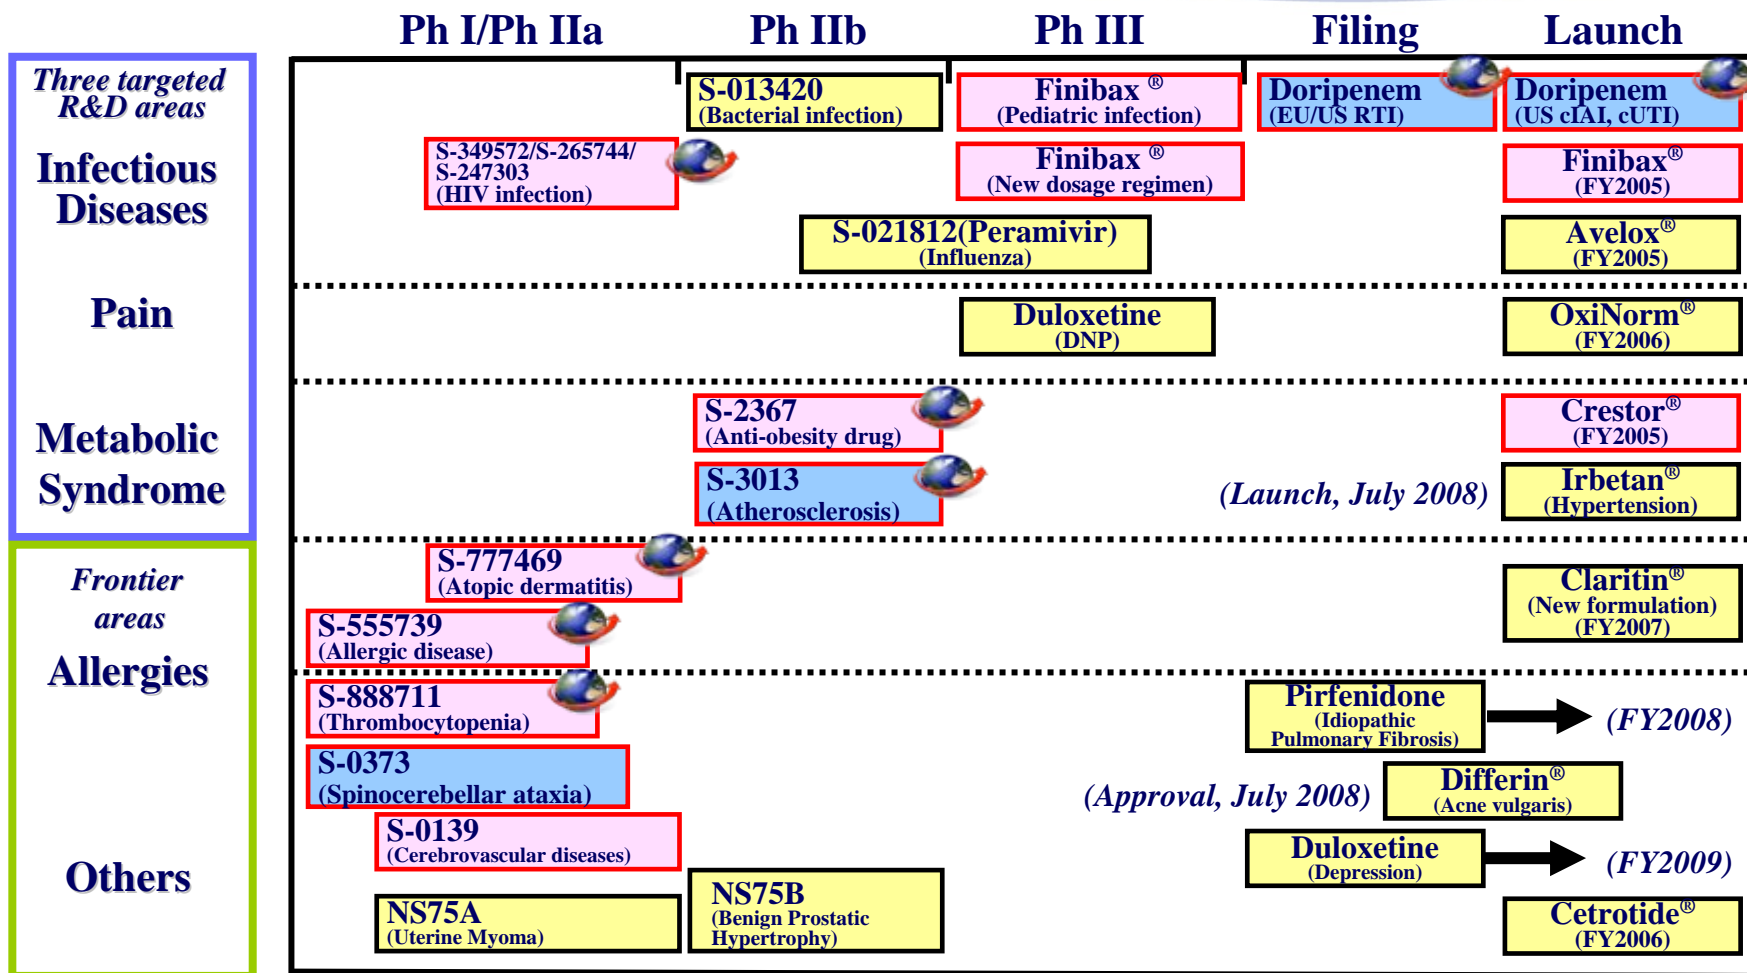 Ph I/Ph IIa
Ph IIb
Ph III
Filing
Launch
Three targeted
R&D areas
Infectious
Diseases
S-013420
(Bacterial infection)
Finibax ®
(Pediatric infection)
Doripenem
(EU/US RTI)
Doripenem
(US cIAI, cUTI)
S-349572/S-265744/
S-247303
(HIV infection)
Finibax ®
(New dosage regimen)
Finibax®
(FY2005)
S-021812(Peramivir)
(Influenza)
Avelox®
(FY2005)
Pain
Duloxetine
(DNP)
OxiNorm®
(FY2006)
Metabolic
Syndrome
S-2367
(Anti-obesity drug)
Crestor®
(FY2005)
S-3013
(Atherosclerosis)
(Launch, July 2008)
Irbetan®
(Hypertension)
Frontier
areas
Allergies
S-777469
(Atopic dermatitis)
Claritin®
(New formulation)
(FY2007)
S-555739
(Allergic disease)
Others
S-888711
(Thrombocytopenia)
Pirfenidone
(Idiopathic
Pulmonary Fibrosis)
(FY2008)
S-0373
(Spinocerebellar ataxia)
(Approval, July 2008)
Differin®
(Acne vulgaris)
S-0139
(Cerebrovascular diseases)
Duloxetine
(Depression)
(FY2009)
NS75A
(Uterine Myoma)
NS75B
(Benign Prostatic
Hypertrophy)
Cetrotide®
(FY2006)